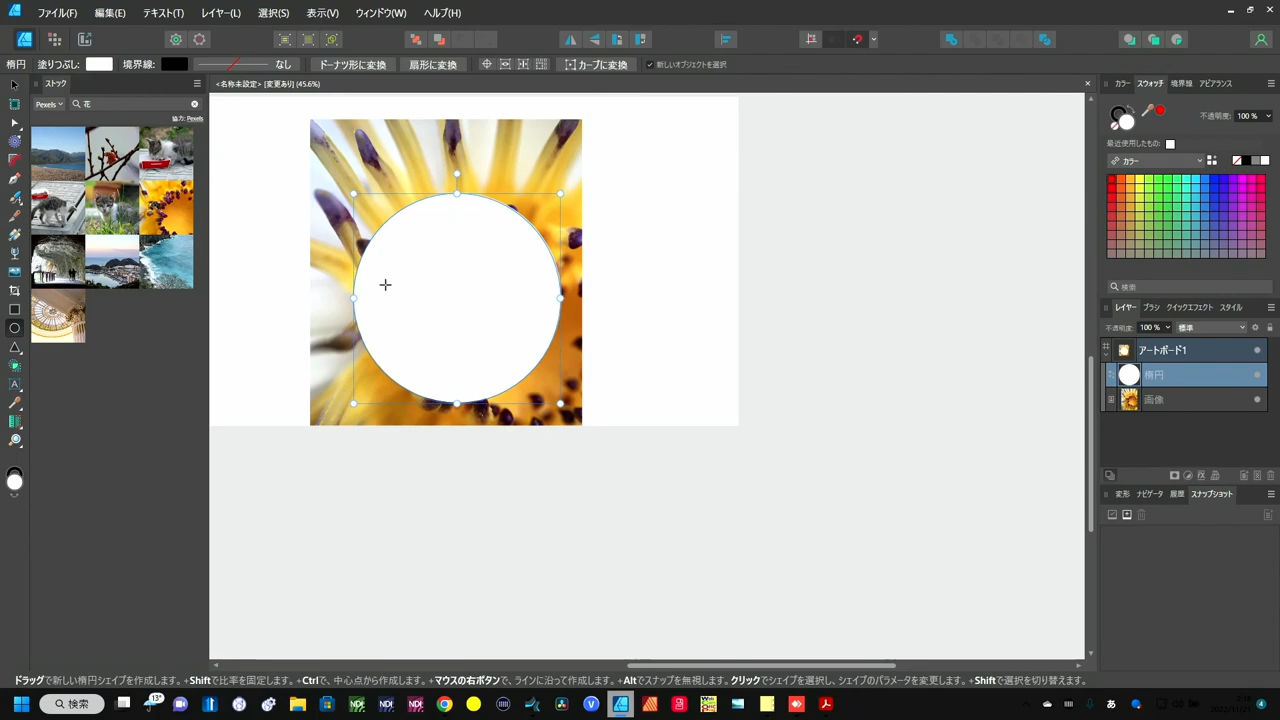 ファイル(F) 編集(E) テキスト(T) レイヤー(L) 選択(S) 表示(V) ウィンドウ(W) ヘルプ(H)
楕円 塗りつぶし: 境界線: なし ドーナツ形に変換 扇形に変換 カーブに変換 新しいオブジェクトを選択
ストック
<名称未設定> [変更あり] (45.6%)
カラー スウォッチ 境界線 アピアランス
Pexels 花
協力: Pexels
不透明度: 100 %
最近使用したもの:
カラー
検索
レイヤー ブラシ クイックエフェクト スタイル
不透明度: 100 % 標準
アートボード1
楕円
画像
変形 ナビゲータ 履歴 スナップショット
ドラッグで新しい楕円シェイプを作成します。+Shiftで比率を固定します。+Ctrlで、中心点から作成します。+マウスの右ボタンで、ラインに沿って作成します。+Altでスナップを無視します。クリックでシェイプを選択し、シェイプのパラメータを変更します。+Shiftで選択を切り替えます。
検索
13°
あ